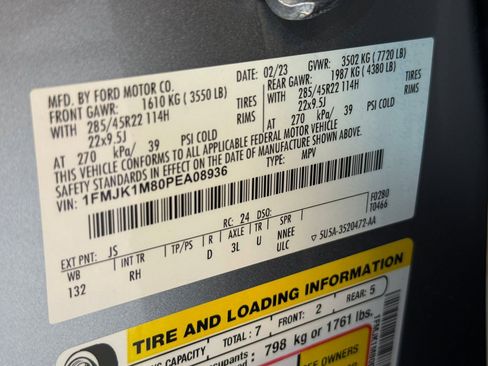 MFD. BY FORD MOTOR CO.
DATE: 02/23 GVWR: 3502 KG ( 7720 LB)
FRONT GAWR: 1610 KG ( 3550 LB) REAR GAWR: 1987 KG ( 4380 LB)
WITH 285/45R22 114H TIRES WITH 285/45R22 114H TIRES
22x9.5J RIMS 22x9.5J RIMS
AT 270 kPa/ 39 PSI COLD AT 270 kPa/ 39 PSI COLD
THIS VEHICLE CONFORMS TO ALL APPLICABLE FEDERAL MOTOR VEHICLE
SAFETY STANDARDS IN EFFECT ON THE DATE OF MANUFACTURE SHOWN ABOVE.
VIN: 1FMJK1M80PEA08936 TYPE: MPV
F0280
T0466
EXT PNT: JS RC: 24 DSO:
WB INT TR TP/PS R AXLE TR SPR
132 RH D 3L U NNEE
ULC ▽ 5U5A-3520472-AA
TIRE AND LOADING INFORMATION
CAPACITY TOTAL: 7 FRONT: 2 REAR: 5
798 kg or 1761 lbs.
OWNERS